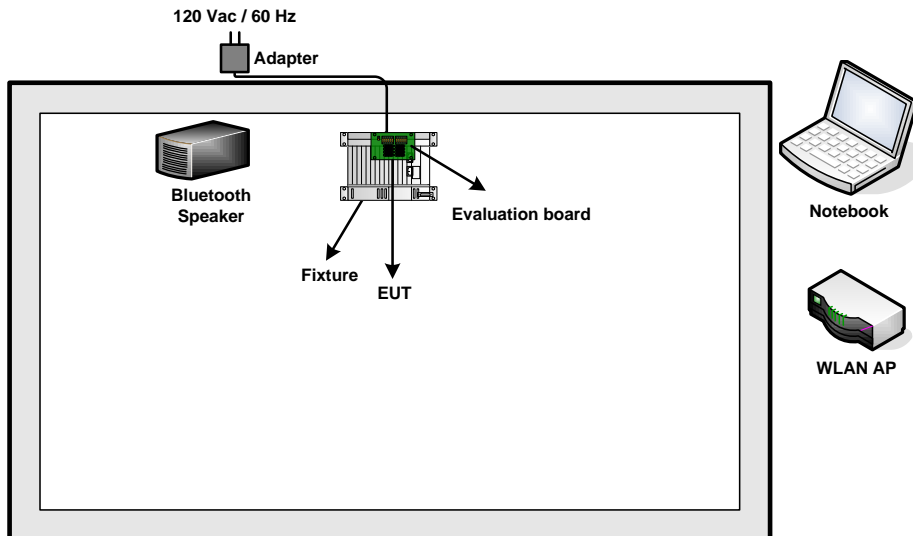 120 Vac / 60 Hz
Adapter
Bluetooth
Speaker
Evaluation board
Fixture
EUT
Notebook
WLAN AP